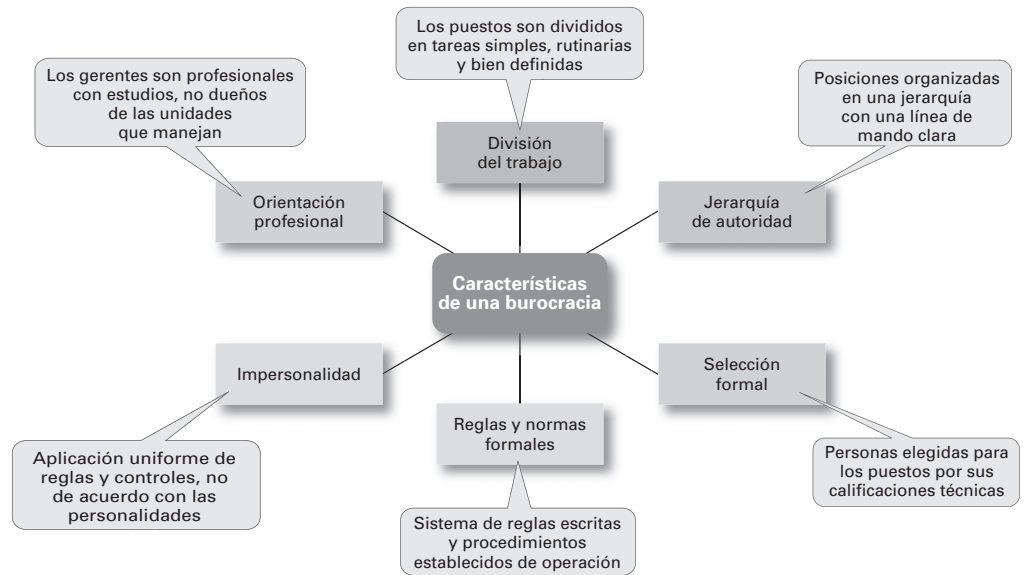 Los puestos son divididos
en tareas simples, rutinarias
y bien definidas
Los gerentes son profesionales
con estudios, no dueños
de las unidades
que manejan
Posiciones organizadas
en una jerarquía
con una línea de
mando clara
División
del trabajo
Orientación
profesional
Jerarquía
de autoridad
Características
de una burocracia
Impersonalidad
Selección
formal
Reglas y normas
formales
Aplicación uniforme de
reglas y controles, no
de acuerdo con las
personalidades
Personas elegidas para
los puestos por sus
calificaciones técnicas
Sistema de reglas escritas
y procedimientos
establecidos de operación